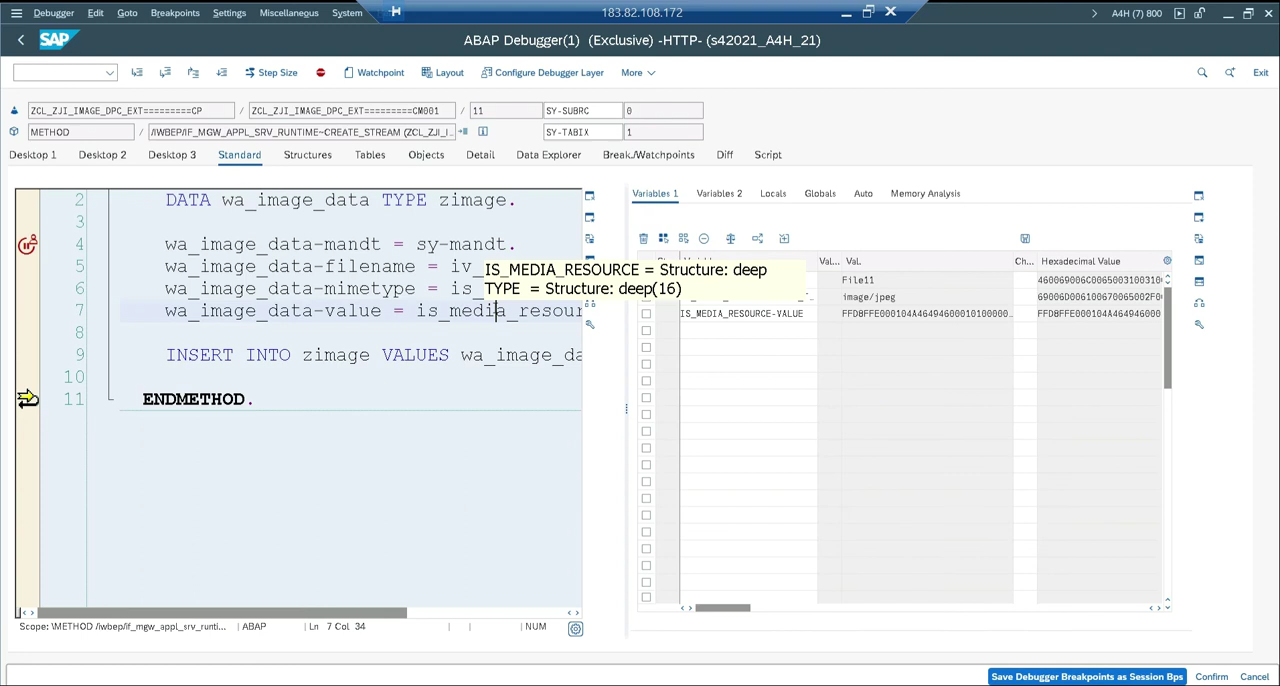 Debugger Edit Goto Breakpoints Settings Miscellaneous System 183.82.108.172 A4H (7) 800
SAP ABAP Debugger(1) (Exclusive) -HTTP- (s42021_A4H_21)
Step Size Watchpoint Layout Configure Debugger Layer More Exit
ZCL_ZJI_IMAGE_DPC_EXT=========CP / ZCL_ZJI_IMAGE_DPC_EXT=========CM001 / 11 SY-SUBRC 0
METHOD / /IWBEP/IF_MGW_APPL_SRV_RUNTIME~CREATE_STREAM (ZCL_ZJI_I... SY-TABIX 1
Desktop 1 Desktop 2 Desktop 3 Standard Structures Tables Objects Detail Data Explorer Break./Watchpoints Diff Script
Variables 1 Variables 2 Locals Globals Auto Memory Analysis
2 DATA wa_image_data TYPE zimage.
3
4 wa_image_data-mandt = sy-mandt.
5 wa_image_data-filename = iv_
6 wa_image_data-mimetype = is_
7 wa_image_data-value = is_media_resour
8
9 INSERT INTO zimage VALUES wa_image_da
10
11 ENDMETHOD.
IS_MEDIA_RESOURCE = Structure: deep
TYPE = Structure: deep(16)
Val... Val. Ch... Hexadecimal Value
File11 460069006C00650031003100
image/jpeg 69006D006100670065002F0
IS_MEDIA_RESOURCE-VALUE FFD8FFE000104A46494600010100000... FFD8FFE000104A464946000
Scope: \METHOD /iwbep/if_mgw_appl_srv_runti... ABAP Ln 7 Col 34 NUM
Save Debugger Breakpoints as Session Bps Confirm Cancel